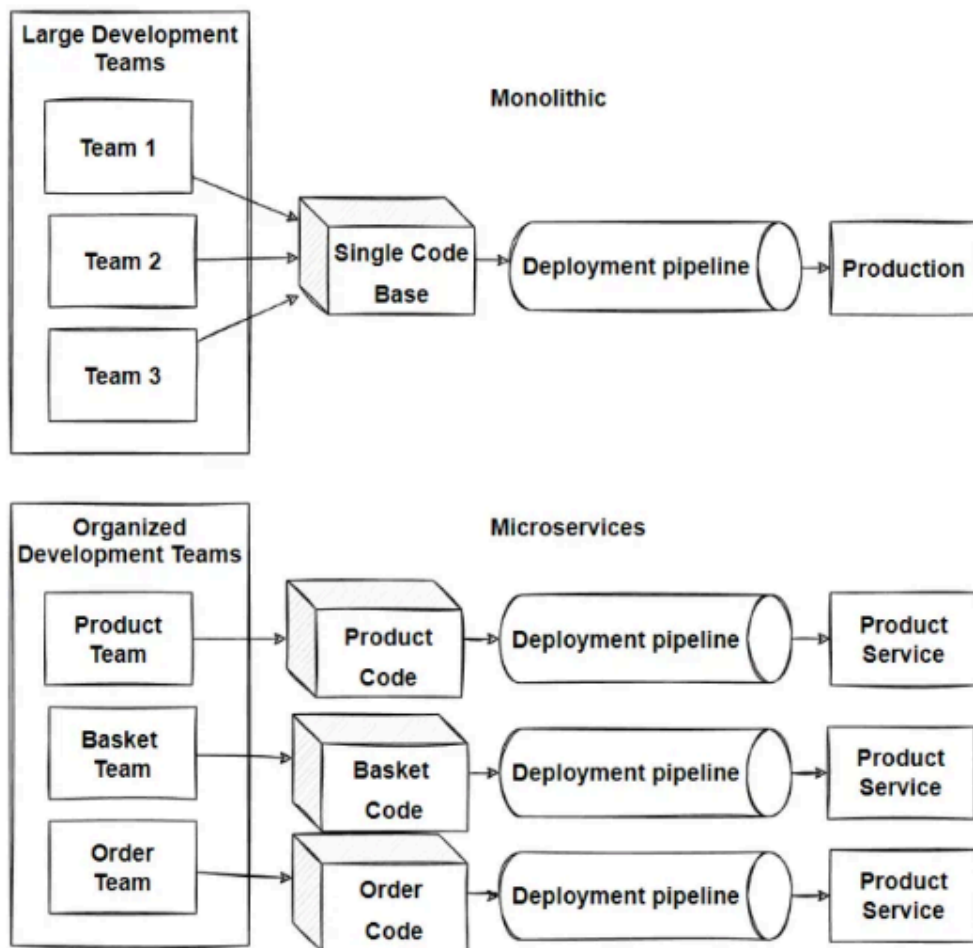 Large Development
Teams
Monolithic
Team 1
Team 2
Team 3
Single Code
Base
Deployment pipeline
Production
Organized
Development Teams
Microservices
Product
Team
Product
Code
Deployment pipeline
Product
Service
Basket
Team
Basket
Code
Deployment pipeline
Product
Service
Order
Team
Order
Code
Deployment pipeline
Product
Service